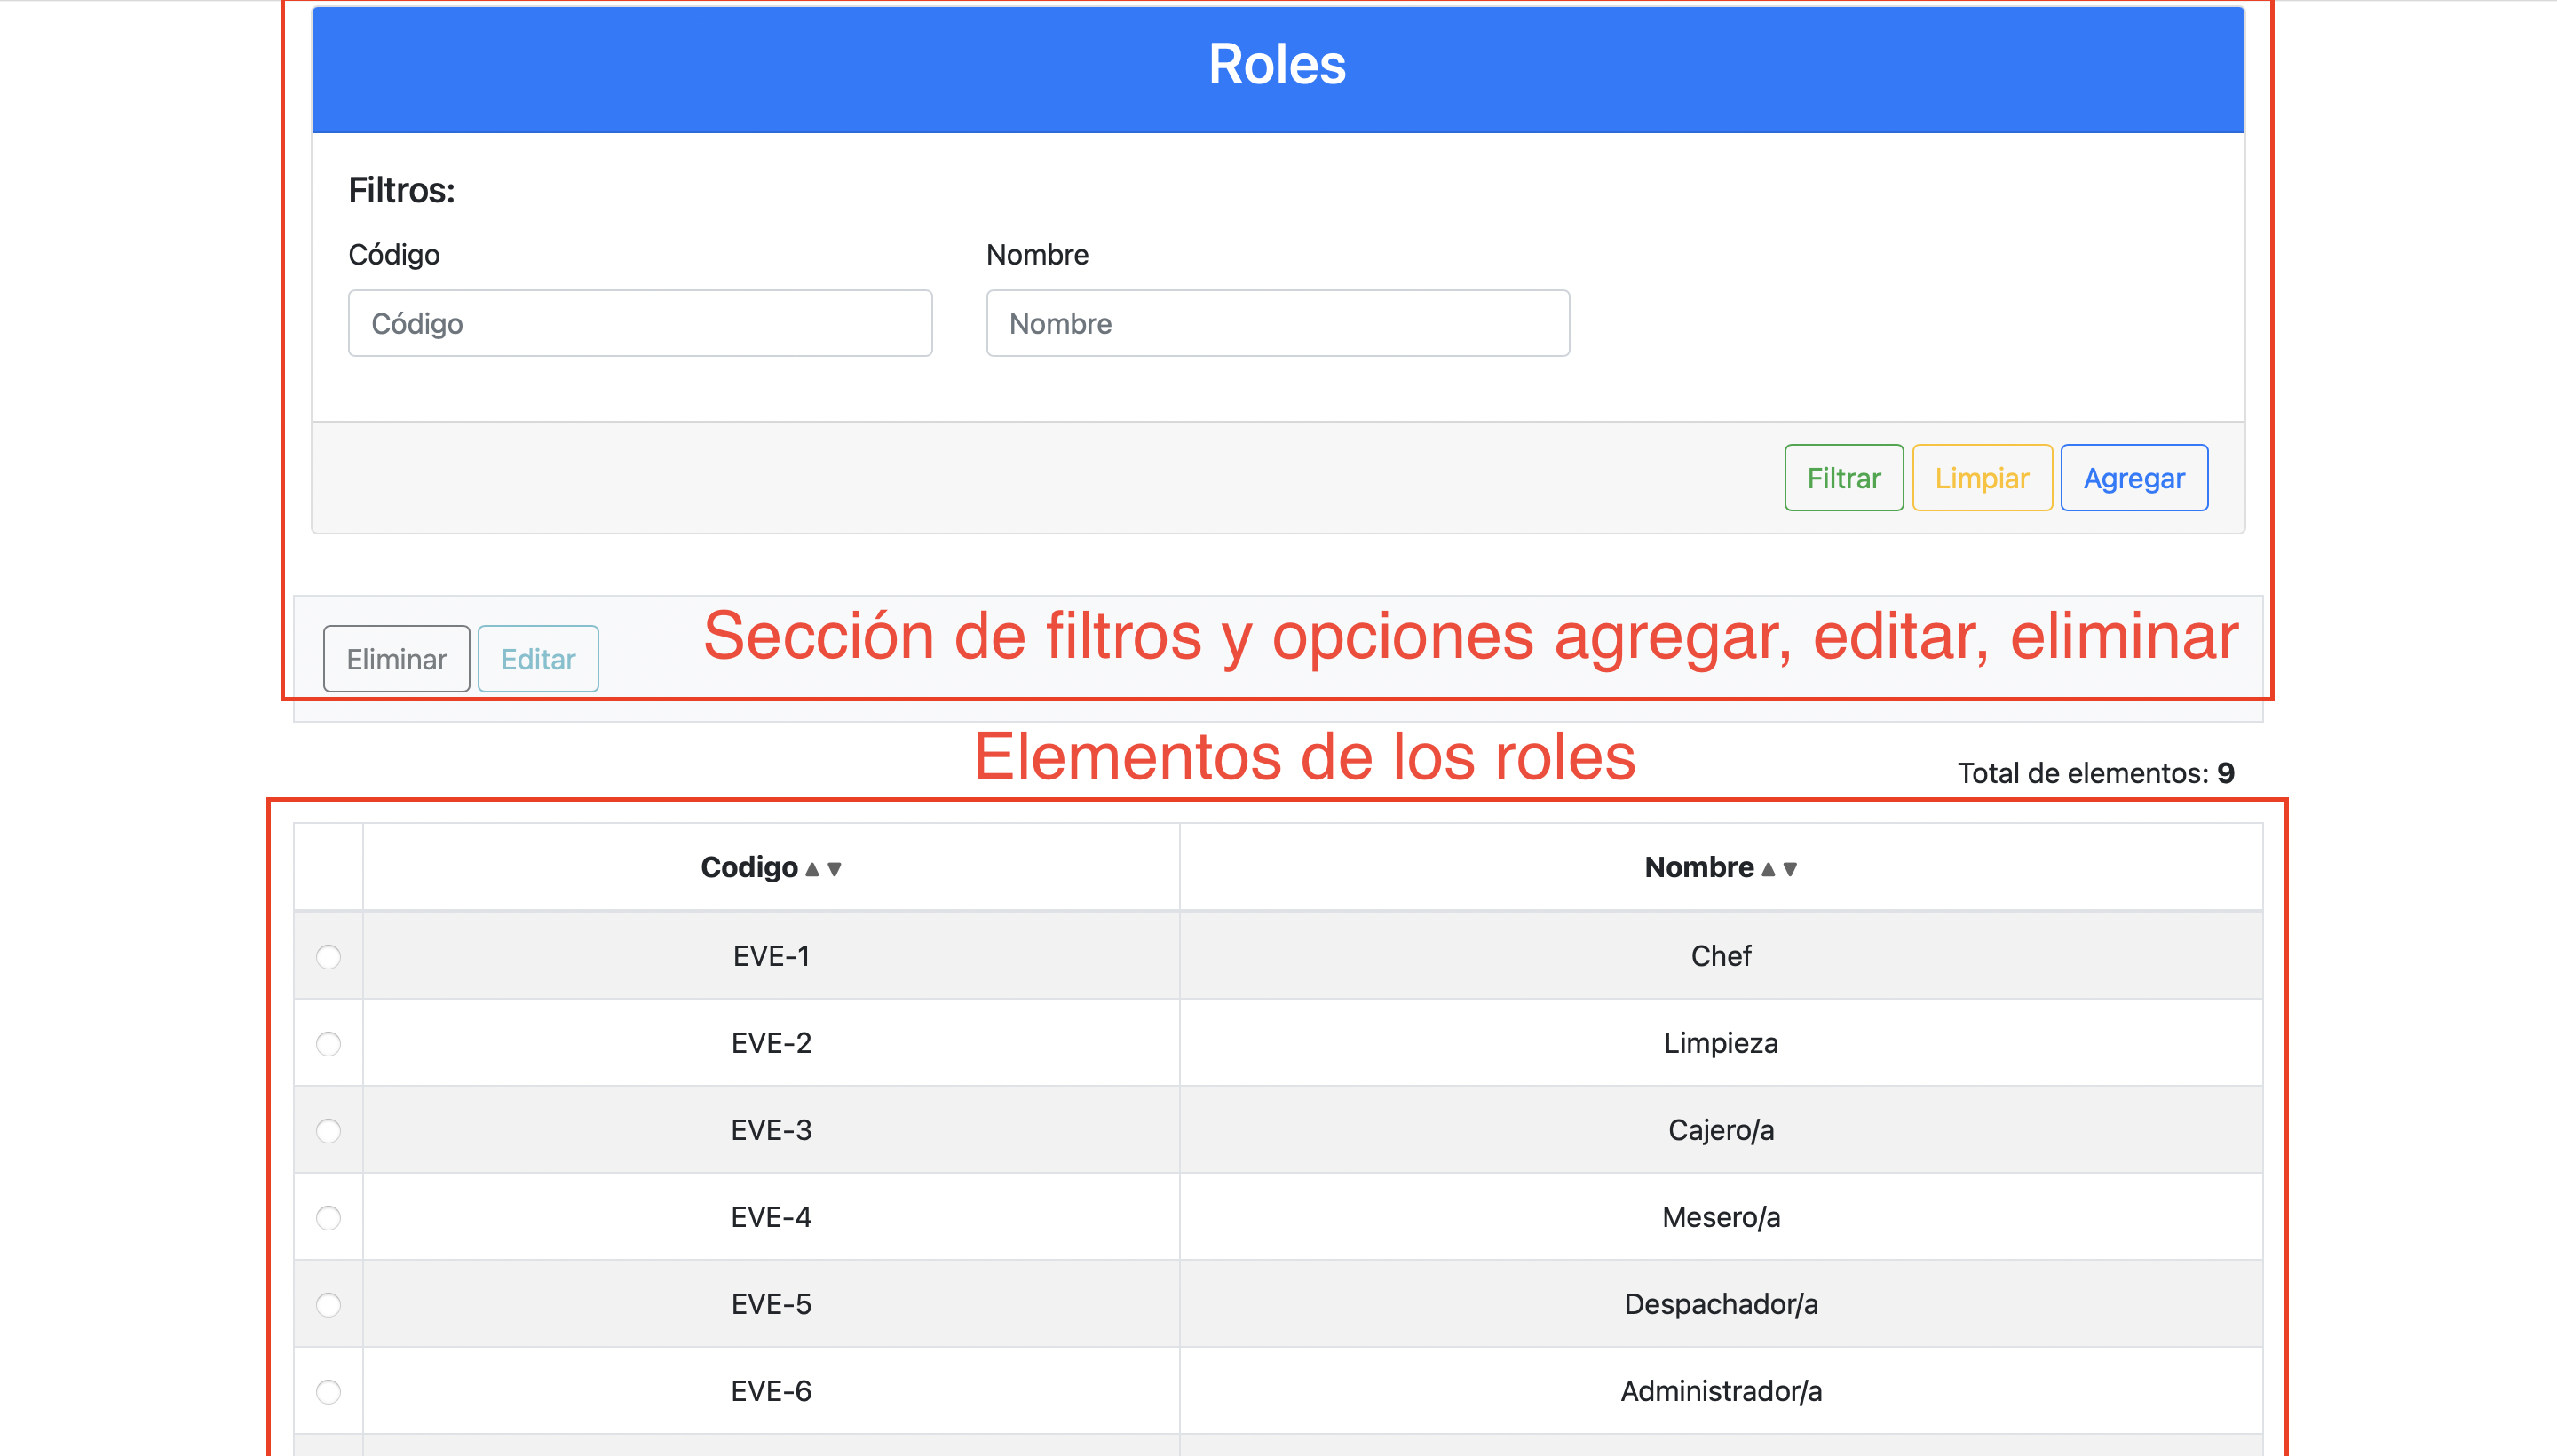 Roles
Filtros:
Código Nombre
Código Nombre
Filtrar Limpiar Agregar
Sección de filtros y opciones agregar, editar, eliminar
Eliminar Editar
Elementos de los roles
Total de elementos: 9
Codigo▲▼ Nombre▲▼
EVE-1 Chef
EVE-2 Limpieza
EVE-3 Cajero/a
EVE-4 Mesero/a
EVE-5 Despachador/a
EVE-6 Administrador/a